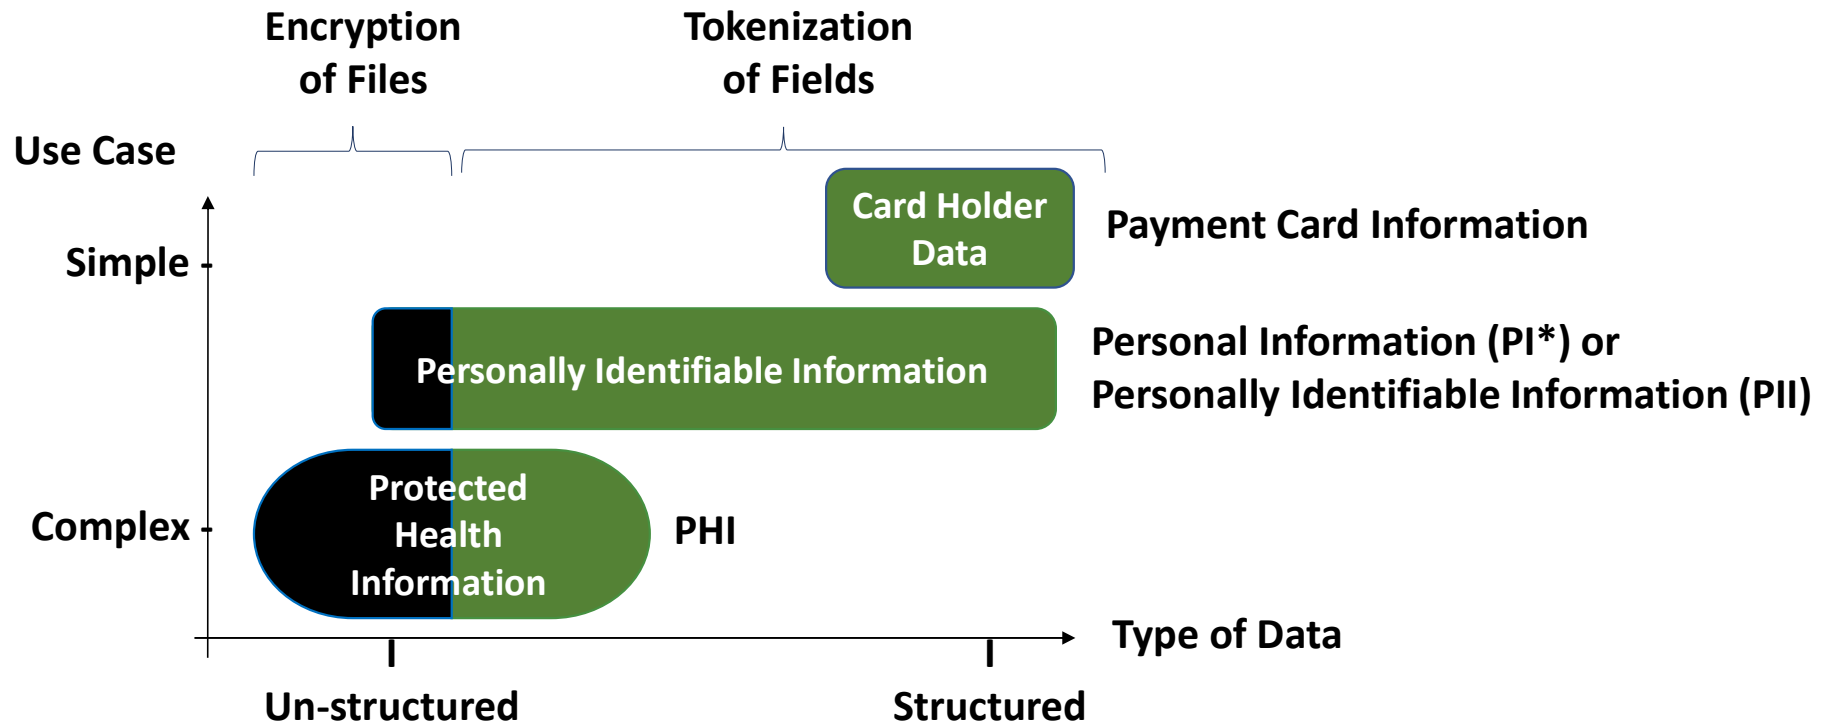 Encryption
of Files
Tokenization
of Fields
Use Case
Card Holder
Data
Payment Card Information
Simple
Personally Identifiable Information
Personal Information (PI*) or
Personally Identifiable Information (PII)
Protected
Health
Information
PHI
Complex
Type of Data
Un-structured
Structured